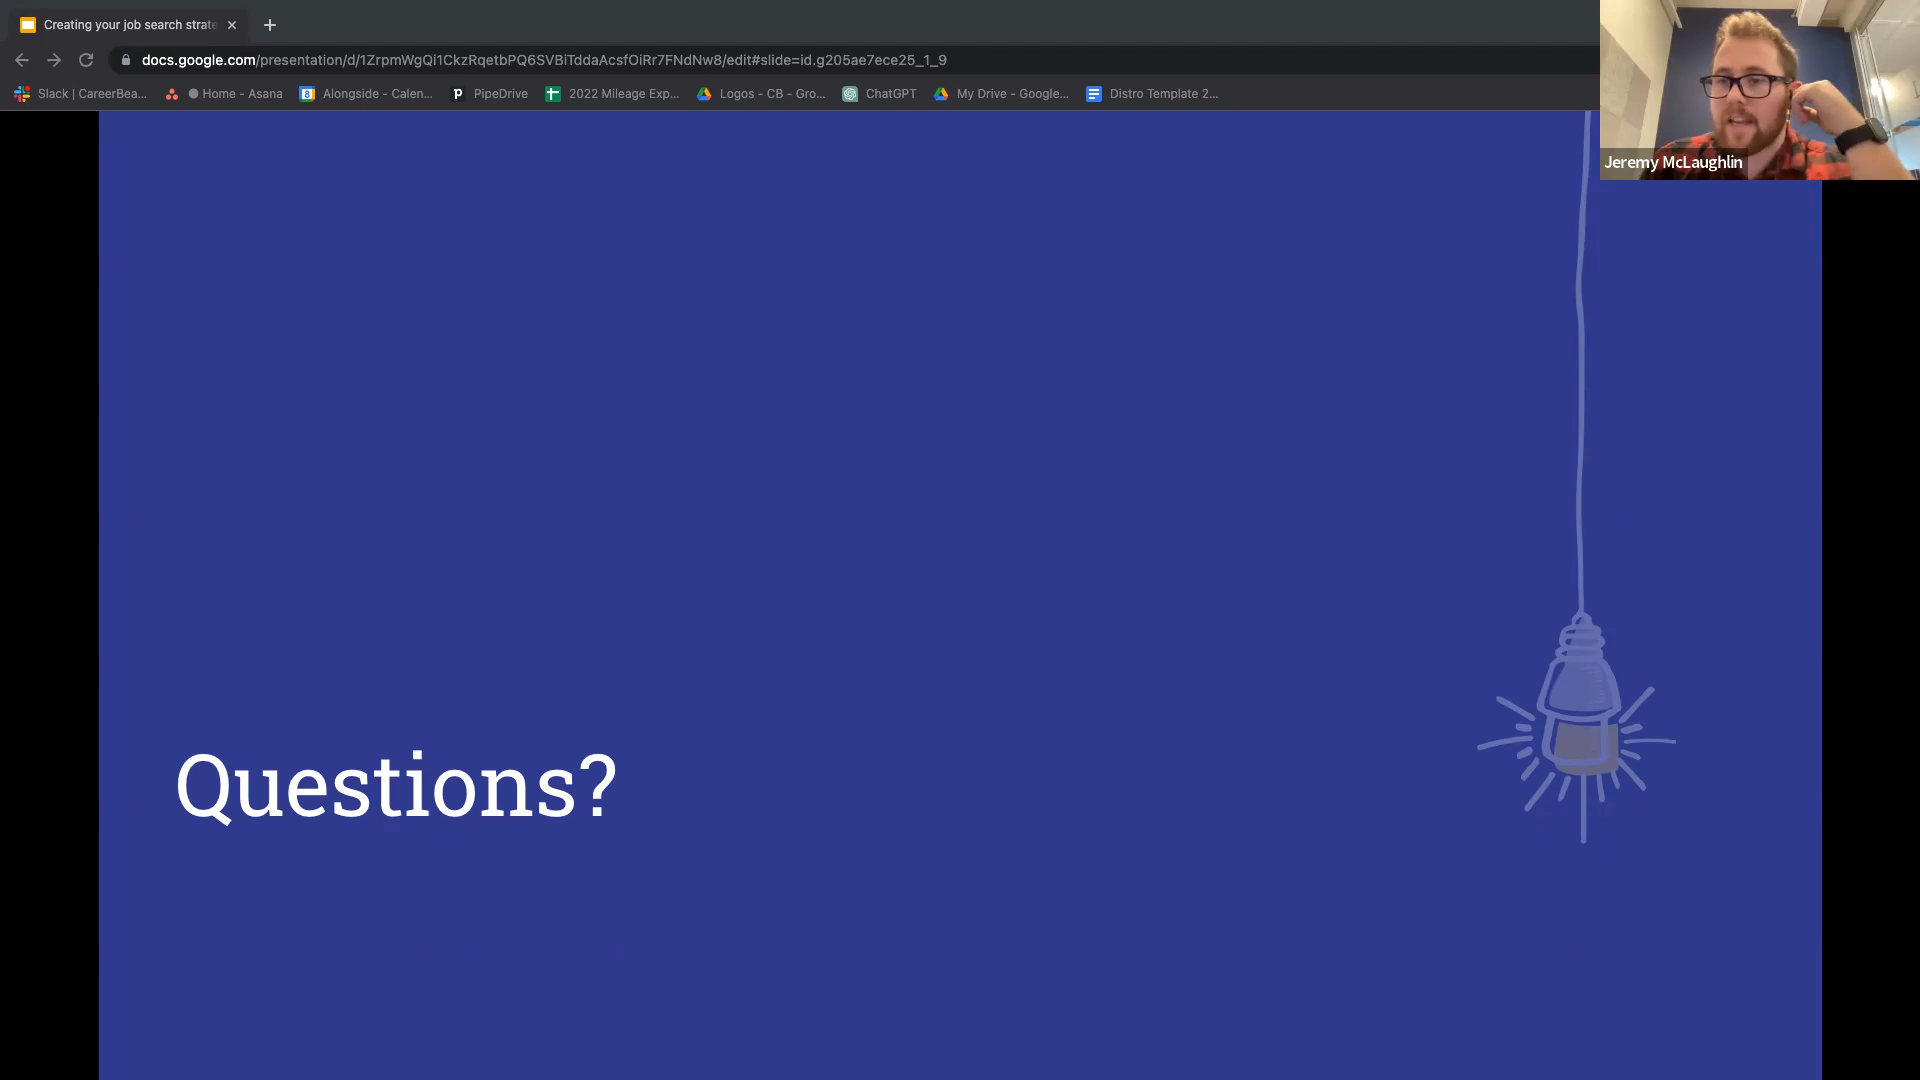 Creating your job search strate
docs.google.com/presentation/d/1ZrpmWgQi1CkzRqetbPQ6SVBiTddaAcsfOiRr7FNdNw8/edit#slide=id.g205ae7ece25_1_9
Slack | CareerBea... Home - Asana 8 Alongside - Calen... p PipeDrive 2022 Mileage Exp... Logos - CB - Gro... ChatGPT My Drive - Google... Distro Template 2...
Jeremy McLaughlin
Questions?